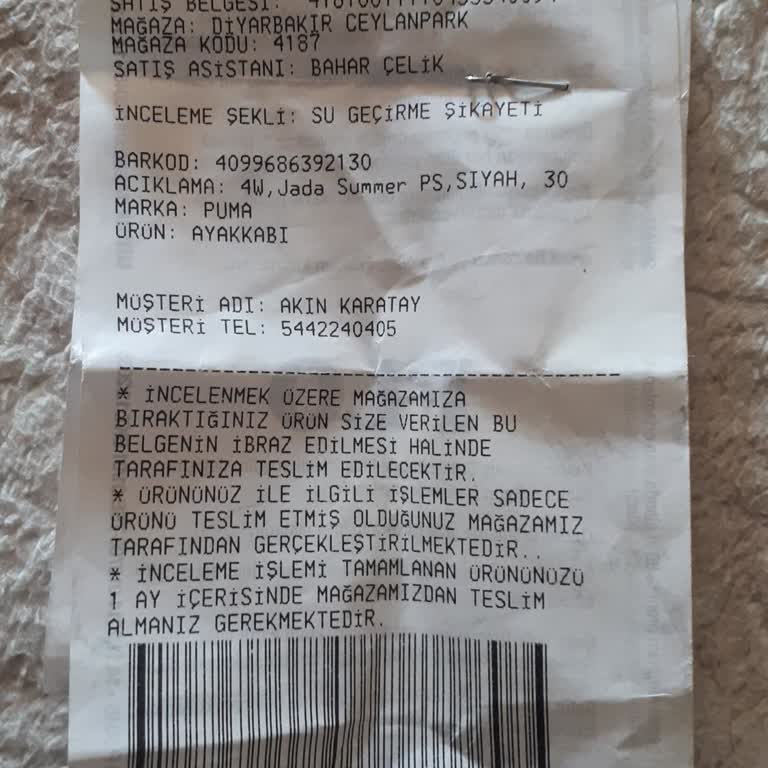 SATIŞ BELGESİ:
MAĞAZA: DİYARBAKIR CEYLANPARK
MAĞAZA KODU: 4187
SATIŞ ASİSTANI: BAHAR ÇELİK
İNCELEME ŞEKLİ: SU GEÇİRME ŞİKAYETİ
BARKOD: 4099686392130
ACIKLAMA: 4W,Jada Summer PS,SIYAH, 30
MARKA: PUMA
ÜRÜN: AYAKKABI
MÜŞTERİ ADI: AKIN KARATAY
MÜŞTERİ TEL: 5442240405
* İNCELENMEK ÜZERE MAĞAZAMIZA
BIRAKTIĞINIZ ÜRÜN SİZE VERİLEN BU
BELGENİN İBRAZ EDİLMESİ HALİNDE
TARAFINIZA TESLİM EDİLECEKTİR.
* ÜRÜNÜNÜZ İLE İLGİLİ İŞLEMLER SADECE
ÜRÜNÜ TESLİM ETMİŞ OLDUĞUNUZ MAĞAZAMIZ
TARAFINDAN GERÇEKLEŞTİRİLMEKTEDİR..
* İNCELEME İŞLEMİ TAMAMLANAN ÜRÜNÜNÜZÜ
1 AY İÇERİSİNDE MAĞAZAMIZDAN TESLİM
ALMANIZ GEREKMEKTEDİR.